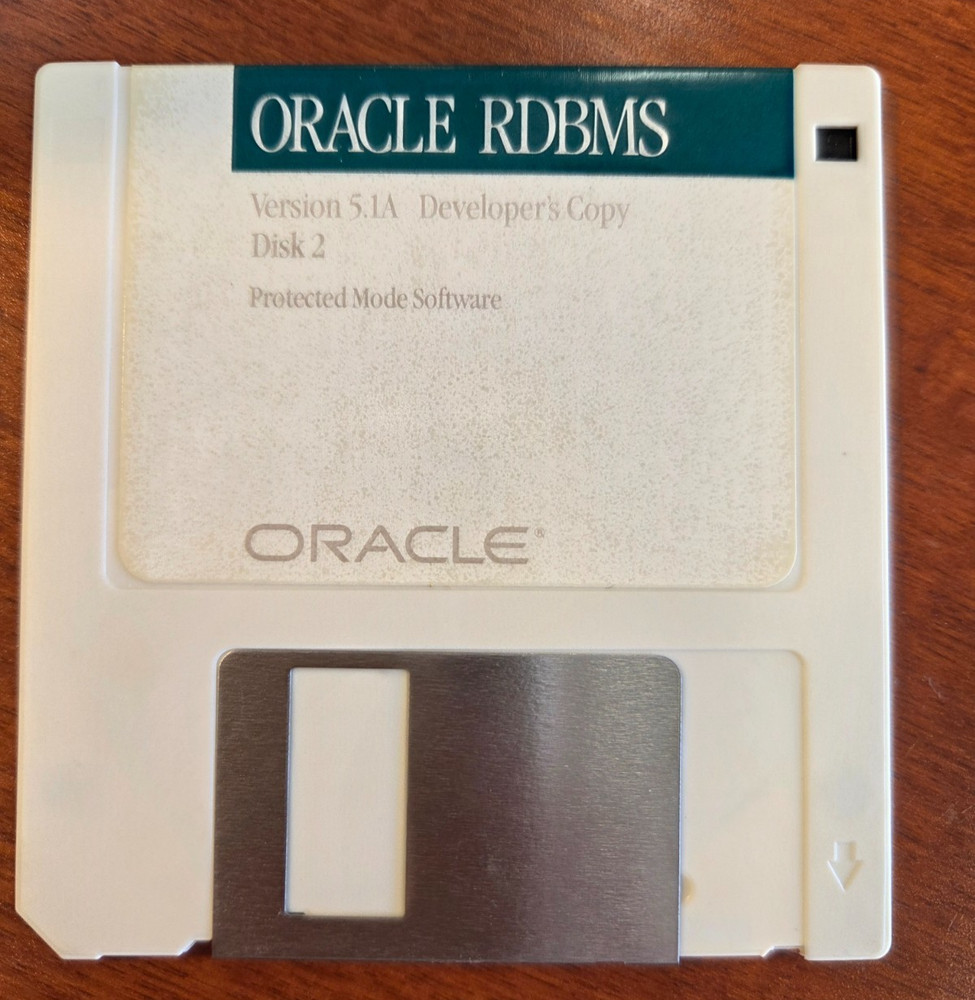 ORACLE RDBMS
Version 5.1A Developer's Copy
Disk 2
Protected Mode Software
ORACLE®